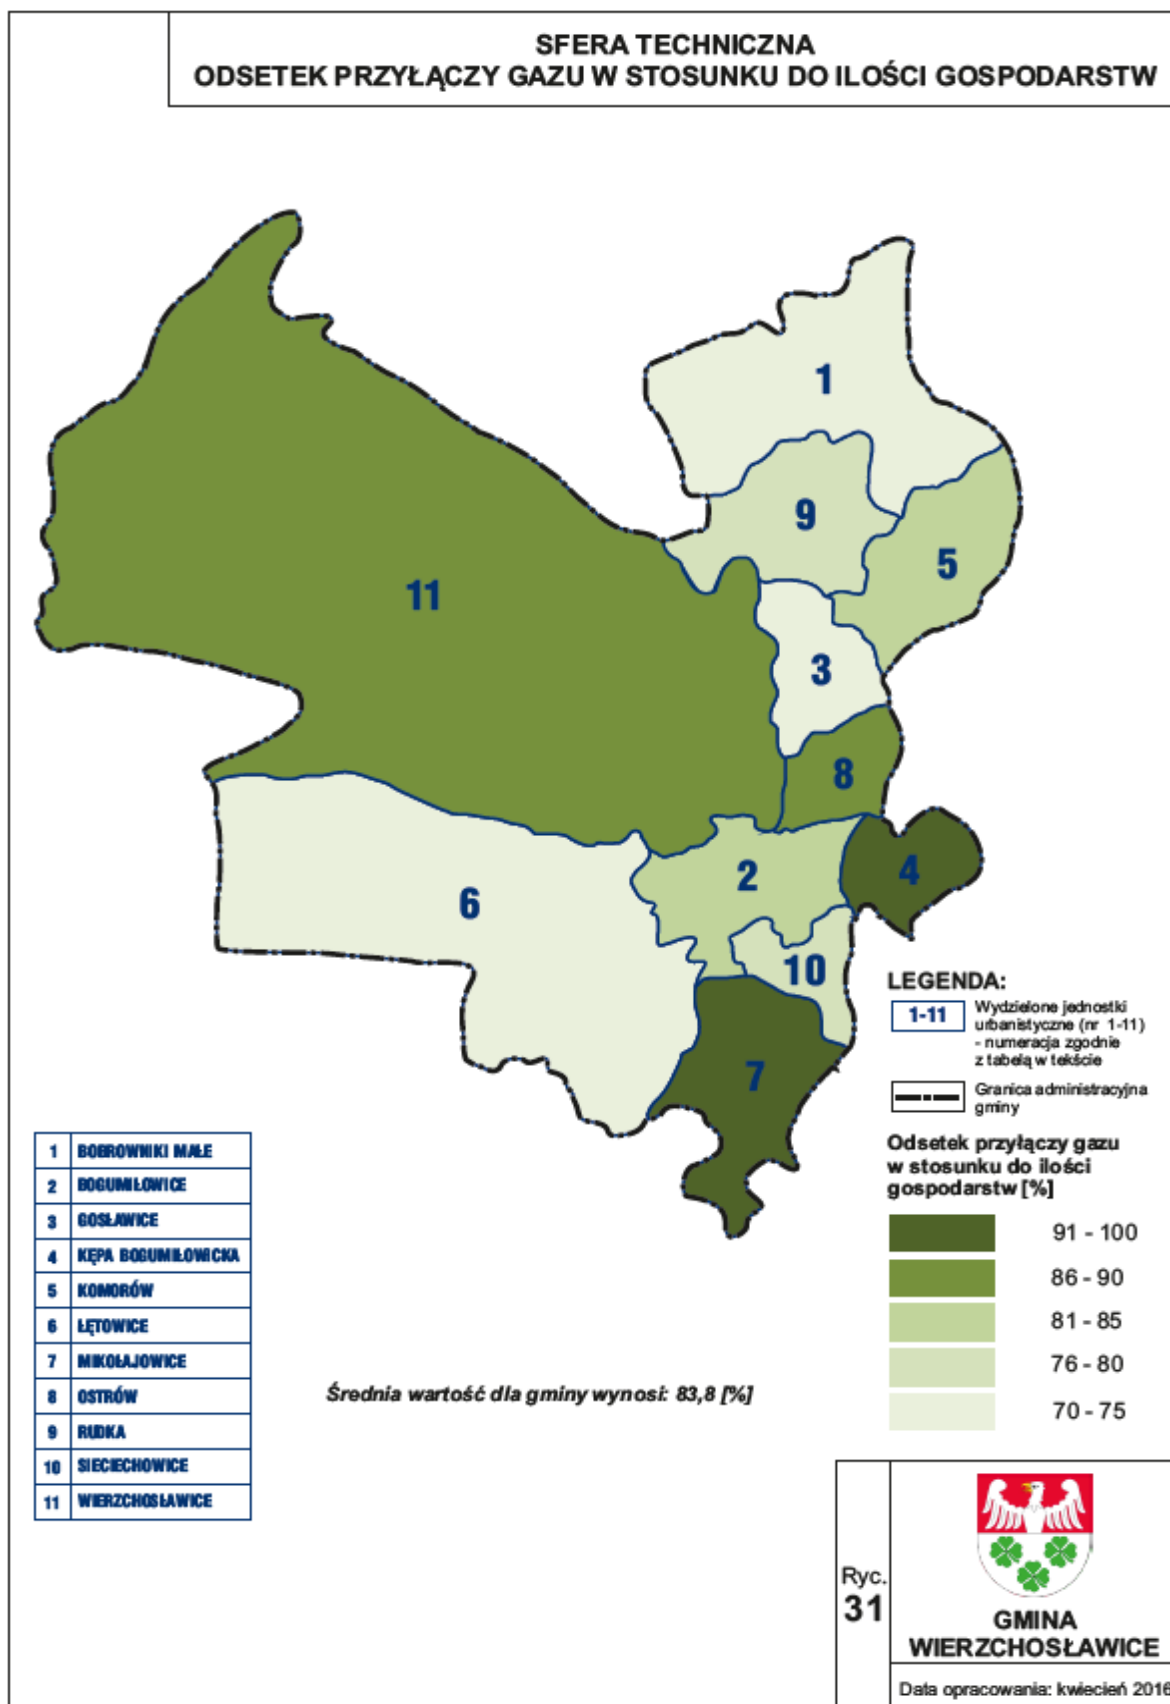 SFERA TECHNICZNA
ODSETEK PRZYŁĄCZY GAZU W STOSUNKU DO ILOŚCI GOSPODARSTW
1
9
5
11
3
8
4
2
6
10
7
LEGENDA:
1-11
Wydzielone jednostki
urbanistyczne (nr 1-11)
- numeracja zgodnie
z tabelą w tekście
Granica administracyjna
gminy
Odsetek przyłączy gazu
w stosunku do ilości
gospodarstw [%]
91 - 100
86 - 90
81 - 85
76 - 80
70 - 75
1 BOBROWNIKI MAŁE
2 BOGUMIŁOWICE
3 GOSŁAWICE
4 KĘPA BOGUMIŁOWICKA
5 KOMORÓW
6 ŁĘTOWICE
7 MIKOŁAJOWICE
8 OSTRÓW
9 RUDKA
10 SIECIECHOWICE
11 WIERZCHOSŁAWICE
Średnia wartość dla gminy wynosi: 83,8 [%]
Ryc.
31
GMINA
WIERZCHOSŁAWICE
Data opracowania: kwiecień 2016